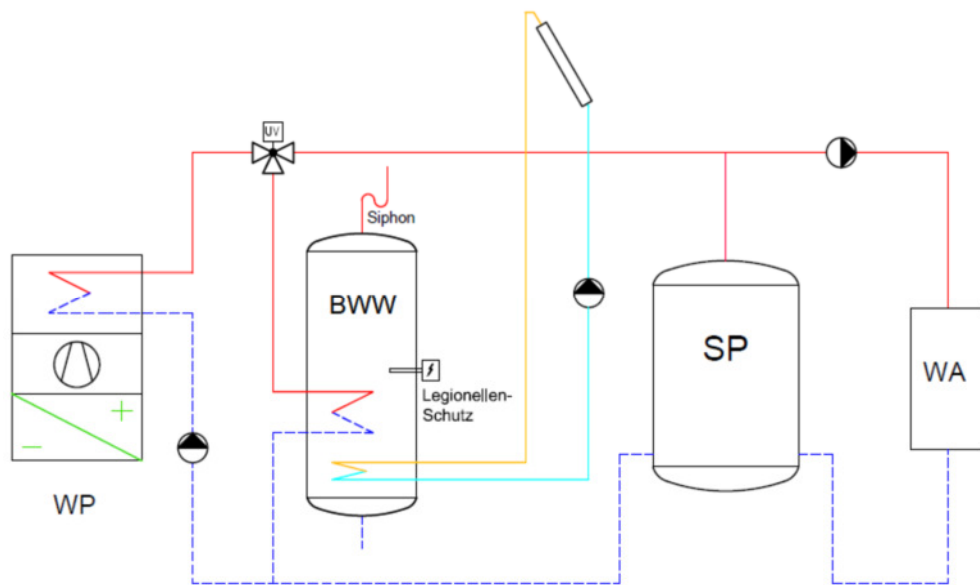 UV
Siphon
BWW
SP
WA
Legionellen-
Schutz
+
−
WP